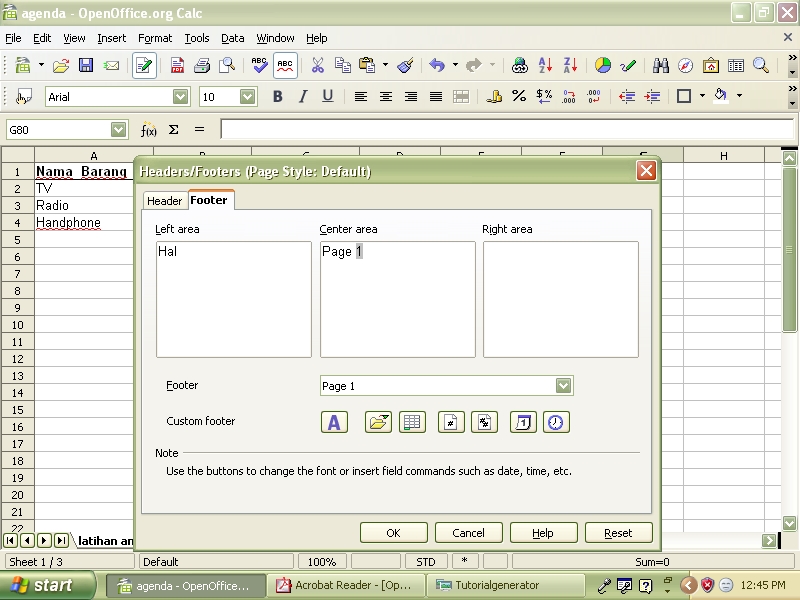 agenda - OpenOffice.org Calc
File Edit View Insert Format Tools Data Window Help
Arial 10 B I U
G80 f(x) Σ =
A H
1 Nama Barang
2 TV
3 Radio
4 Handphone
5
6
7
8
9
10
11
12
13
14
15
16
17
18
19
20
21
22
Headers/Footers (Page Style: Default)
Header Footer
Left area Center area Right area
Hal Page 1
Footer Page 1
Custom footer
Note
Use the buttons to change the font or insert field commands such as date, time, etc.
OK Cancel Help Reset
latihan an
Sheet 1 / 3 Default 100% STD * Sum=0
start agenda - OpenOffice... Acrobat Reader - [Op... Tutorialgenerator 12:45 PM